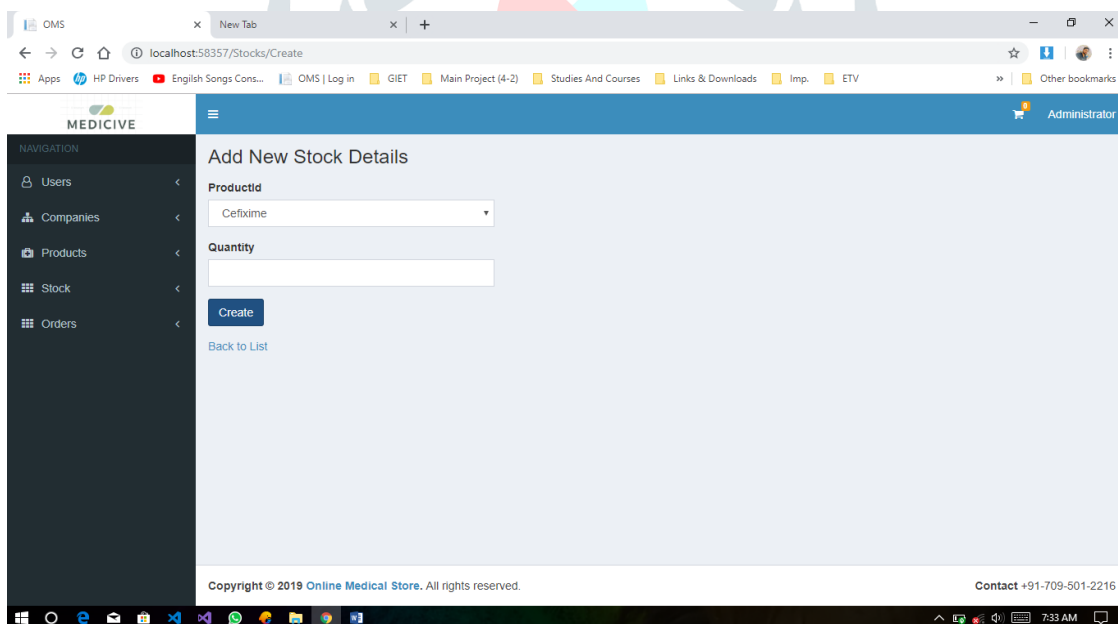 OMS
New Tab
localhost:58357/Stocks/Create
Apps
HP Drivers
Engilsh Songs Cons...
OMS | Log in
GIET
Main Project (4-2)
Studies And Courses
Links & Downloads
Imp.
ETV
»
Other bookmarks
MEDICIVE
0
Administrator
NAVIGATION
Users
Companies
Products
Stock
Orders
Add New Stock Details
ProductId
Cefixime
Quantity
Create
Back to List
Copyright © 2019 Online Medical Store. All rights reserved.
Contact +91-709-501-2216
7:33 AM